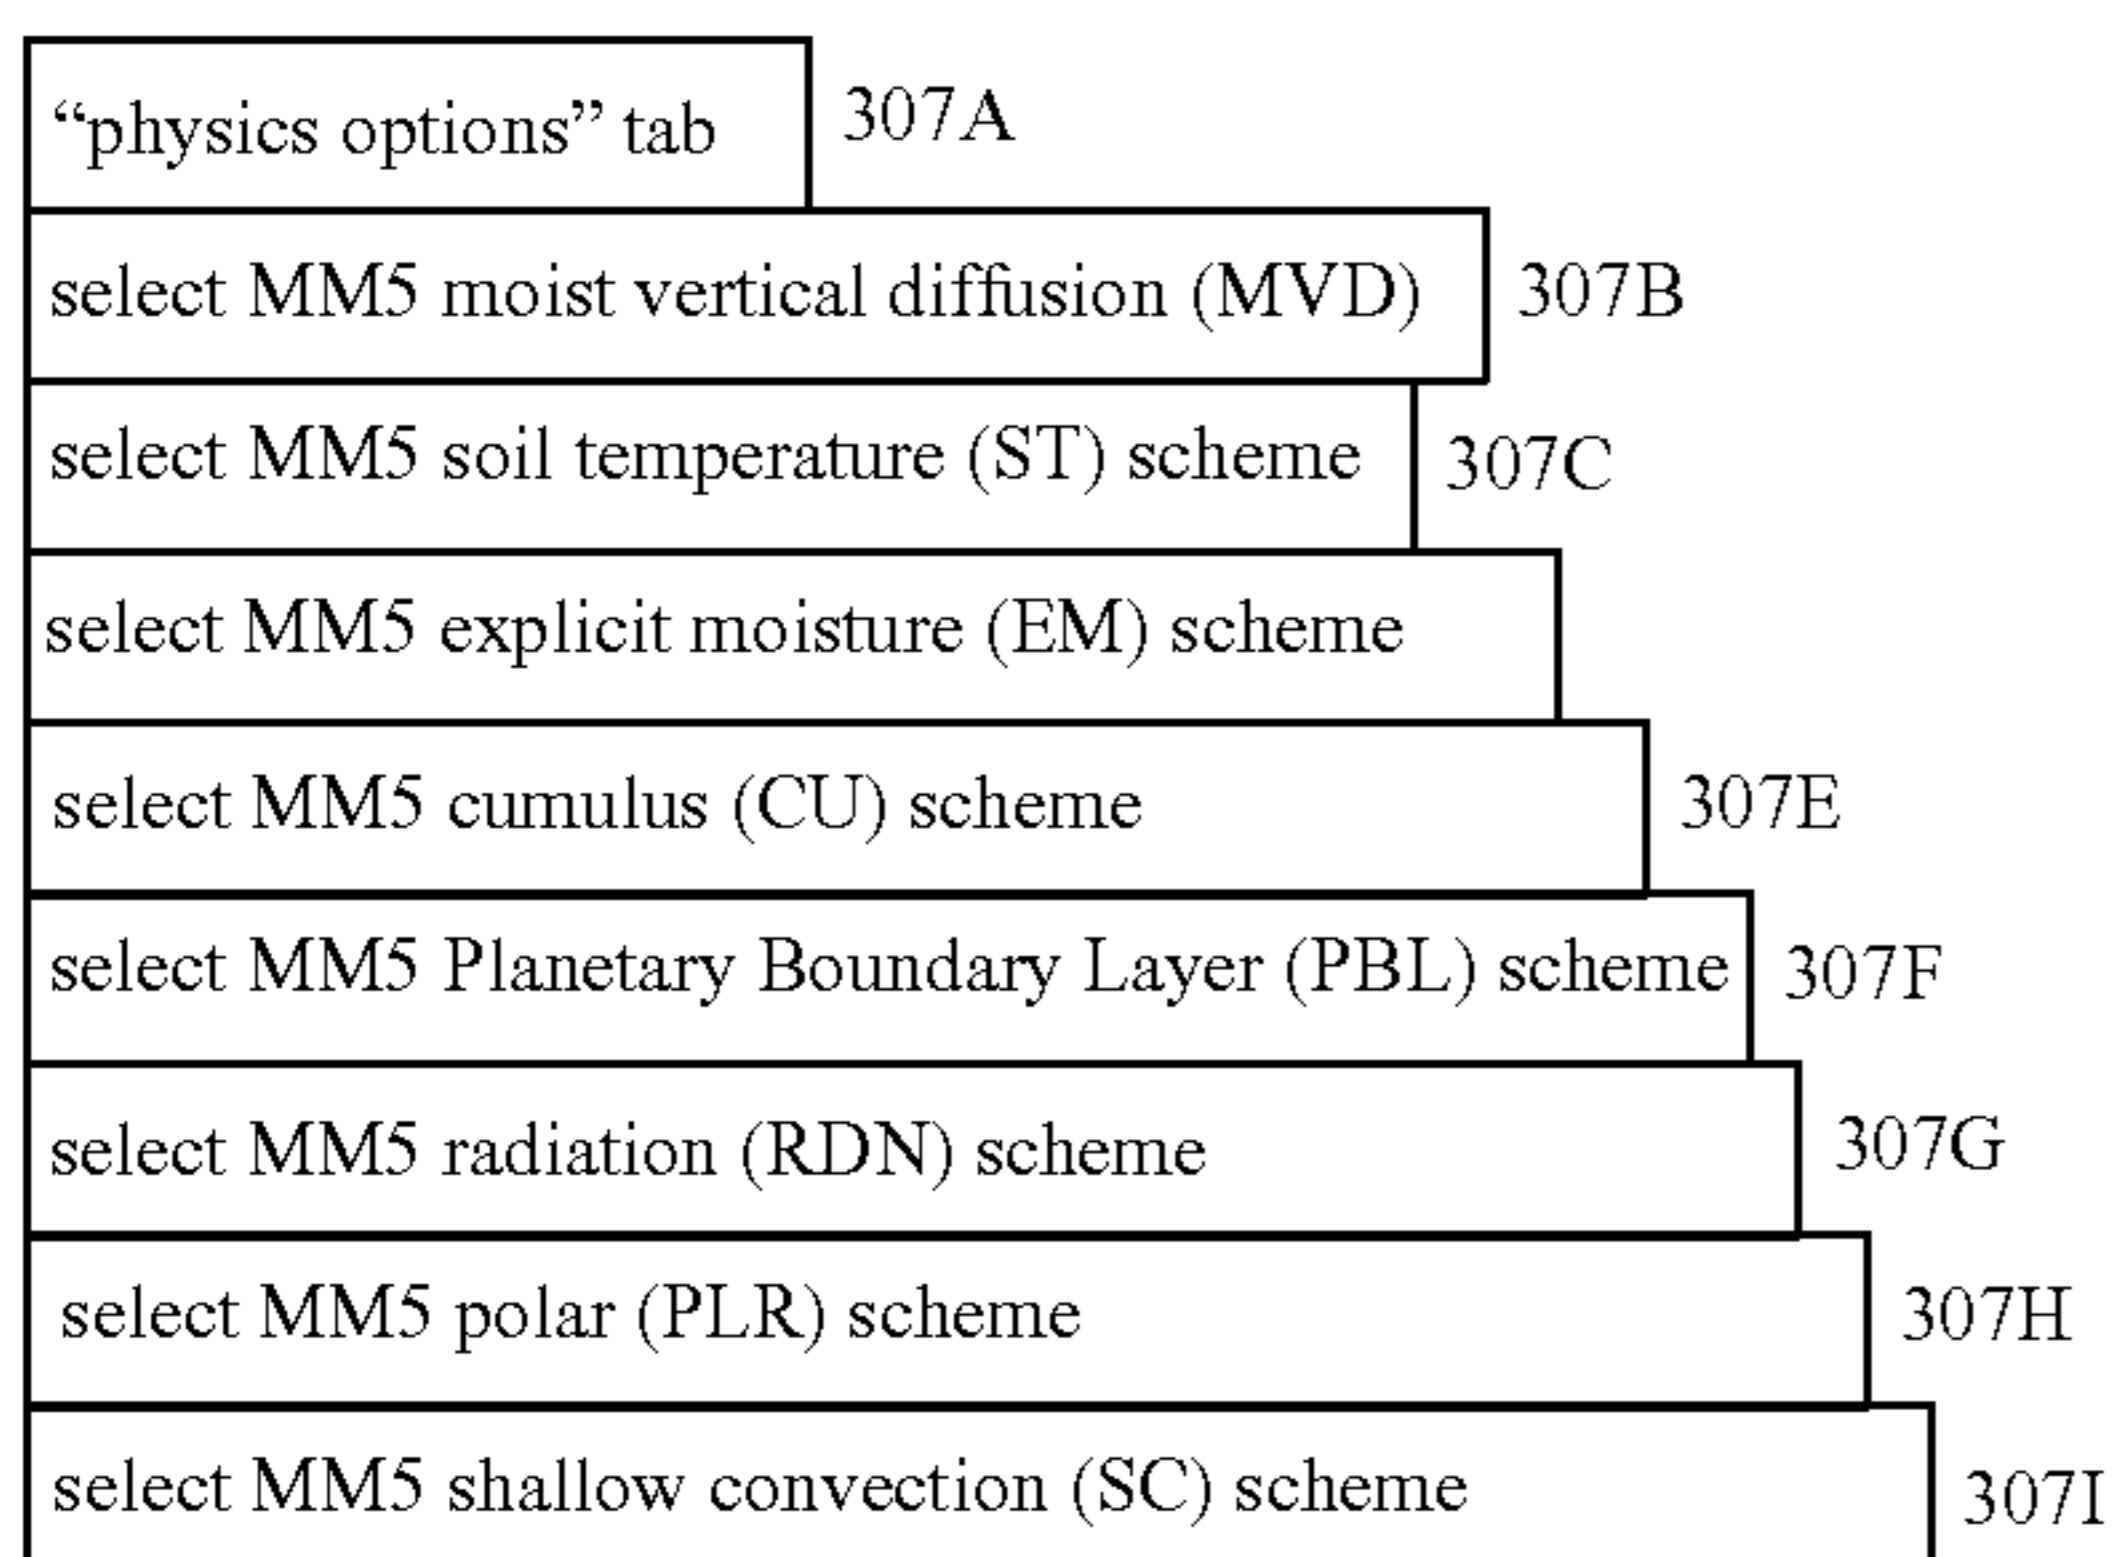 “physics options” tab 307A
select MM5 moist vertical diffusion (MVD) 307B
select MM5 soil temperature (ST) scheme 307C
select MM5 explicit moisture (EM) scheme
select MM5 cumulus (CU) scheme 307E
select MM5 Planetary Boundary Layer (PBL) scheme 307F
select MM5 radiation (RDN) scheme 307G
select MM5 polar (PLR) scheme 307H
select MM5 shallow convection (SC) scheme 307I